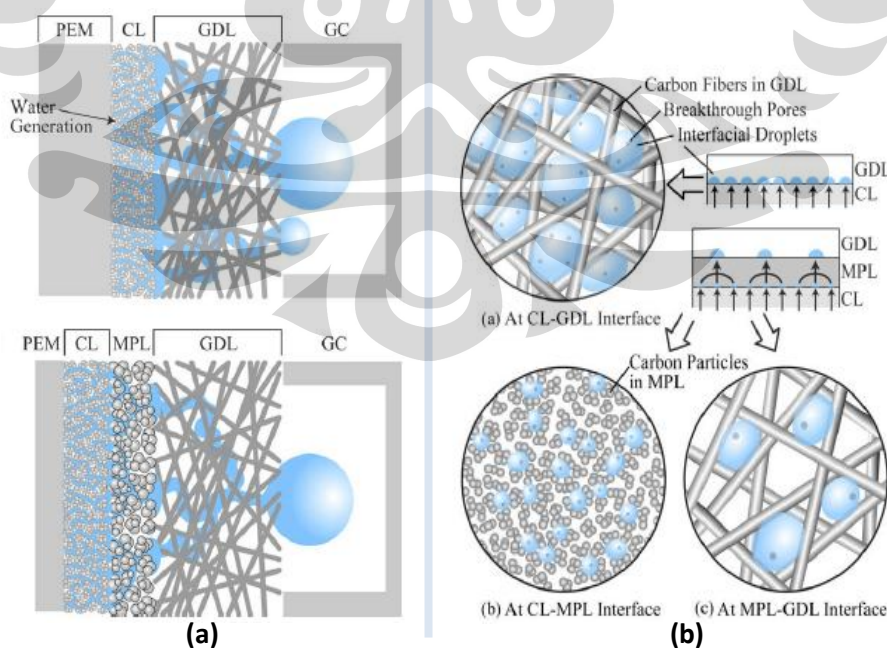 PEM CL GDL GC
Water
Generation
PEM CL MPL GDL GC
(a)
Carbon Fibers in GDL
Breakthrough Pores
Interfacial Droplets
GDL
CL
GDL
MPL
CL
(a) At CL-GDL Interface
Carbon Particles
in MPL
(b) At CL-MPL Interface
(c) At MPL-GDL Interface
(b)